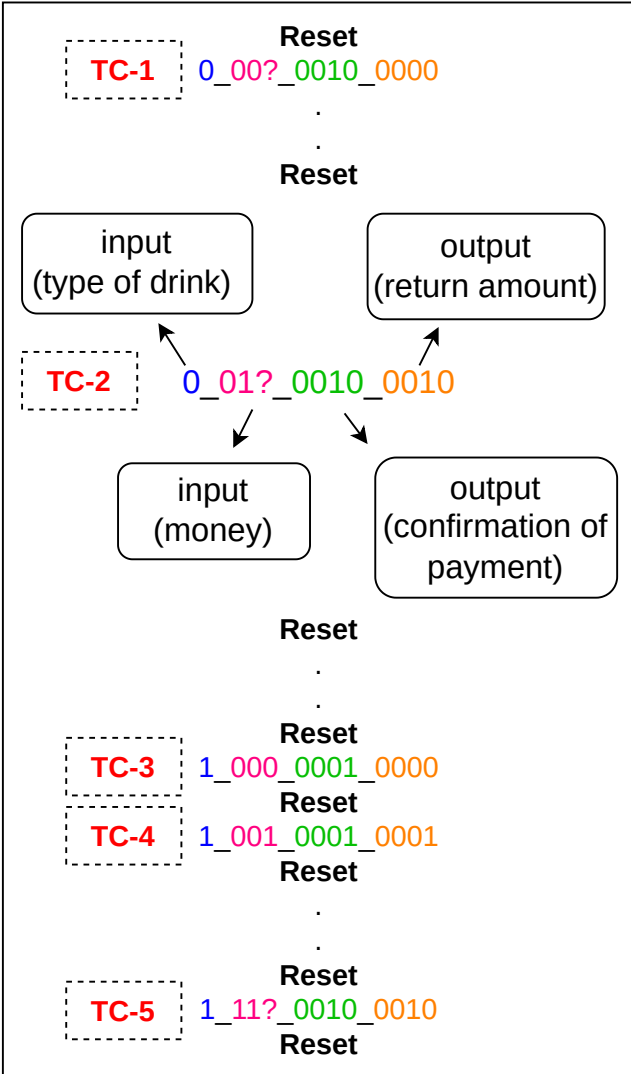 Reset
TC-1 0_00?_0010_0000
.
.
Reset
input
(type of drink)
output
(return amount)
TC-2 0_01?_0010_0010
input
(money)
output
(confirmation of
payment)
Reset
.
.
Reset
TC-3 1_000_0001_0000
Reset
TC-4 1_001_0001_0001
Reset
.
.
Reset
TC-5 1_11?_0010_0010
Reset